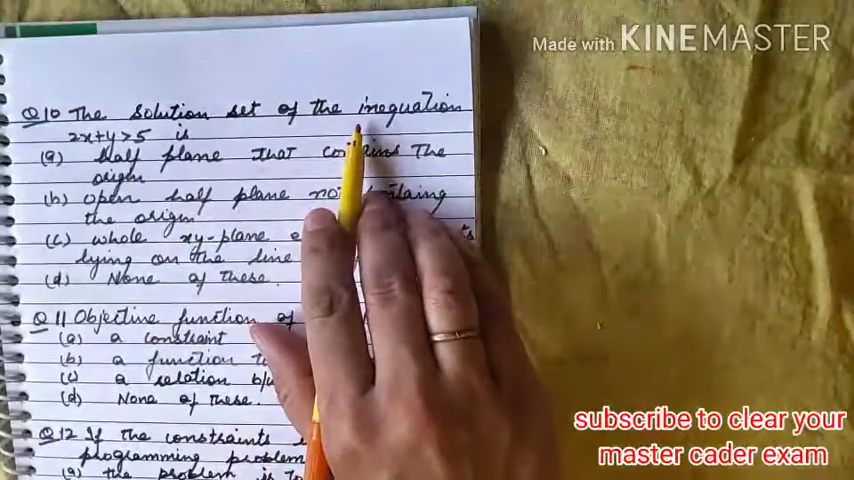 Made with KINEMASTER
Q10 The solution set of the inequation
2x+y>5 is
(a) half plane that contains the
origin
(b) open half plane not containing
the origin
(c) whole xy-plane
lying on the line
(d) None of these.
Q11 Objective function of
(a) a constraint
(b) a function
(c) a relation
(d) None of these.
Q12 If the constraints
programming problem
(a) the problem is
subscribe to clear your
master cader exam